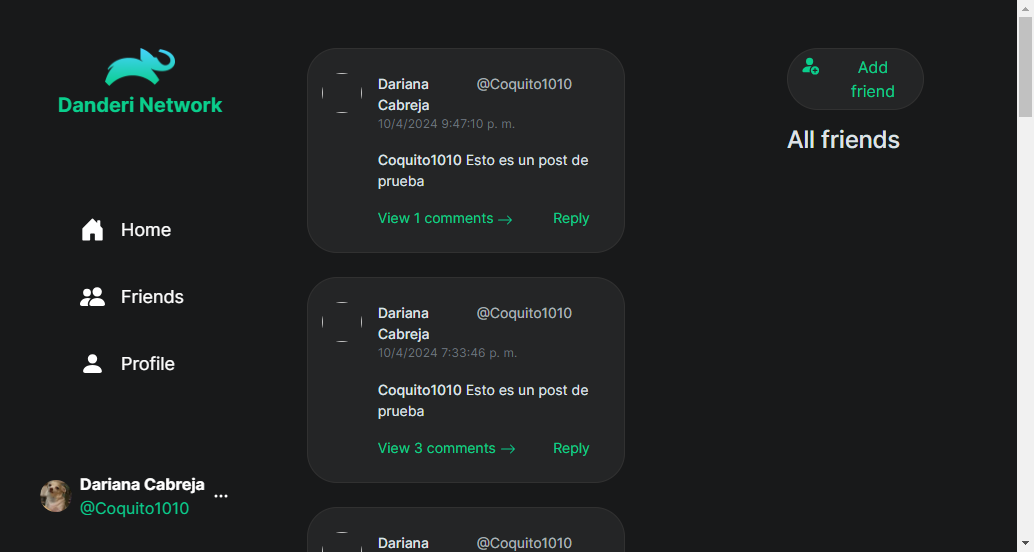 Danderi Network
Home
Friends
Profile
Dariana Cabreja
@Coquito1010
Dariana
Cabreja
@Coquito1010
10/4/2024 9:47:10 p. m.
Coquito1010 Esto es un post de
prueba
View 1 comments
Reply
Dariana
Cabreja
@Coquito1010
10/4/2024 7:33:46 p. m.
Coquito1010 Esto es un post de
prueba
View 3 comments
Reply
Dariana
@Coquito1010
Add
friend
All friends